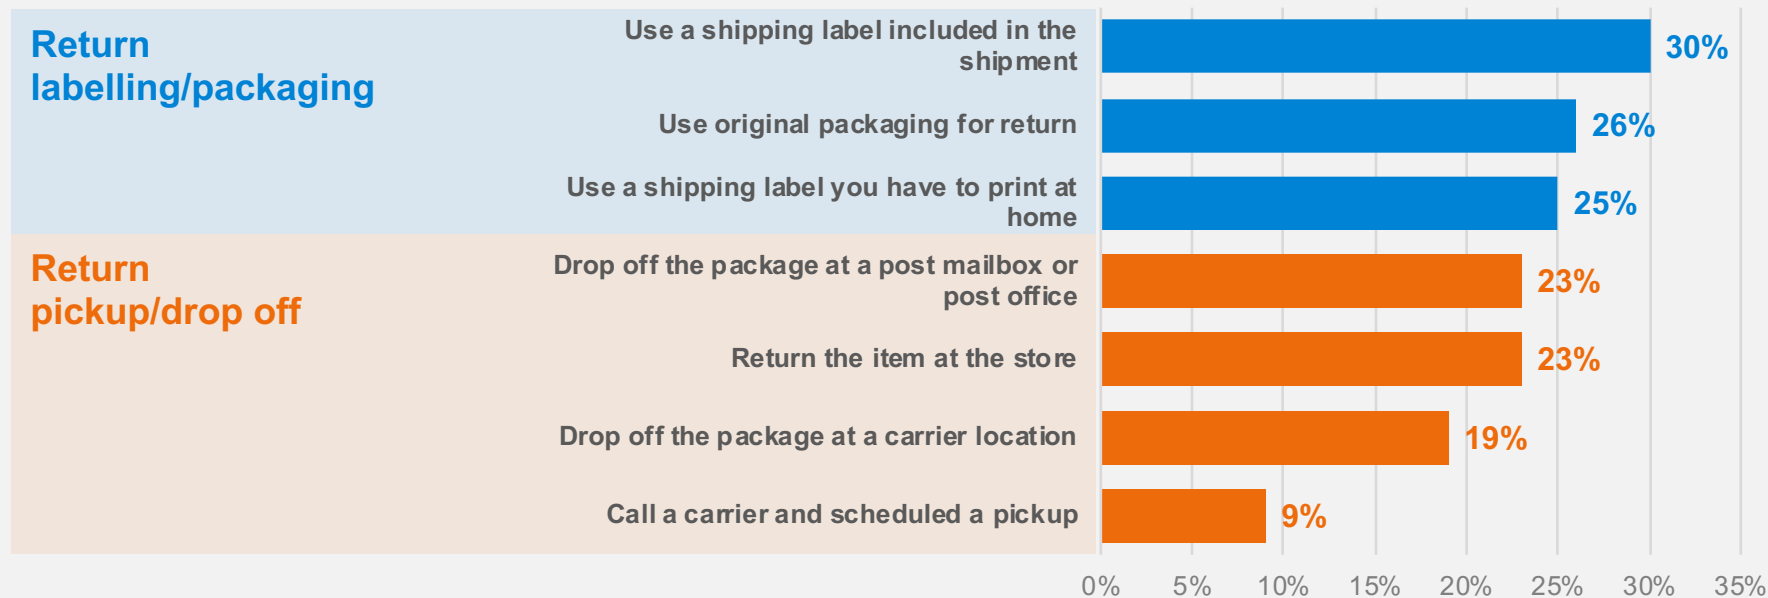 Return
labelling/packaging
Use a shipping label included in the
shipment
30%
Use original packaging for return
26%
Use a shipping label you have to print at
home
25%
Return
pickup/drop off
Drop off the package at a post mailbox or
post office
23%
Return the item at the store
23%
Drop off the package at a carrier location
19%
Call a carrier and scheduled a pickup
9%
0% 5% 10% 15% 20% 25% 30% 35%